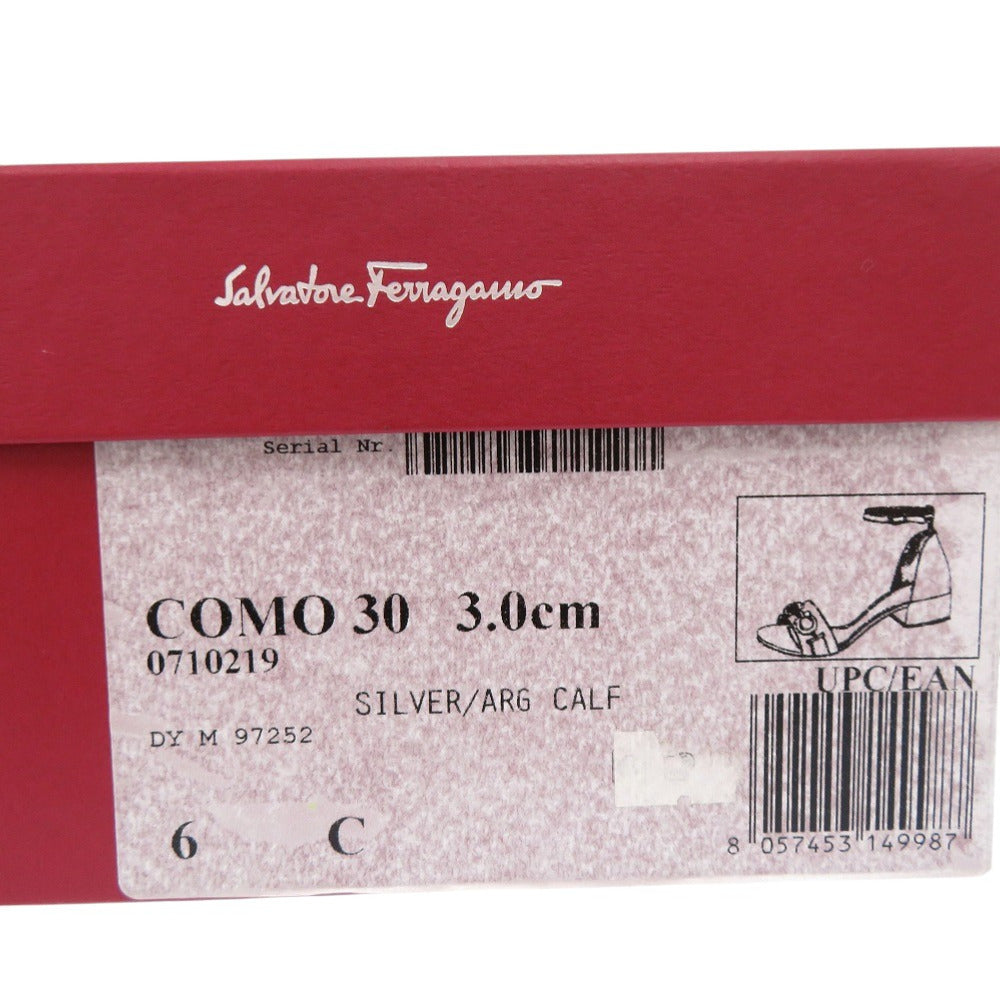 Salvatore Ferragamo
Serial Nr.
COMO 30 3.0cm
0710219
SILVER/ARG CALF
DY M 97252
UPC/EAN
6 C
8 057453 149987